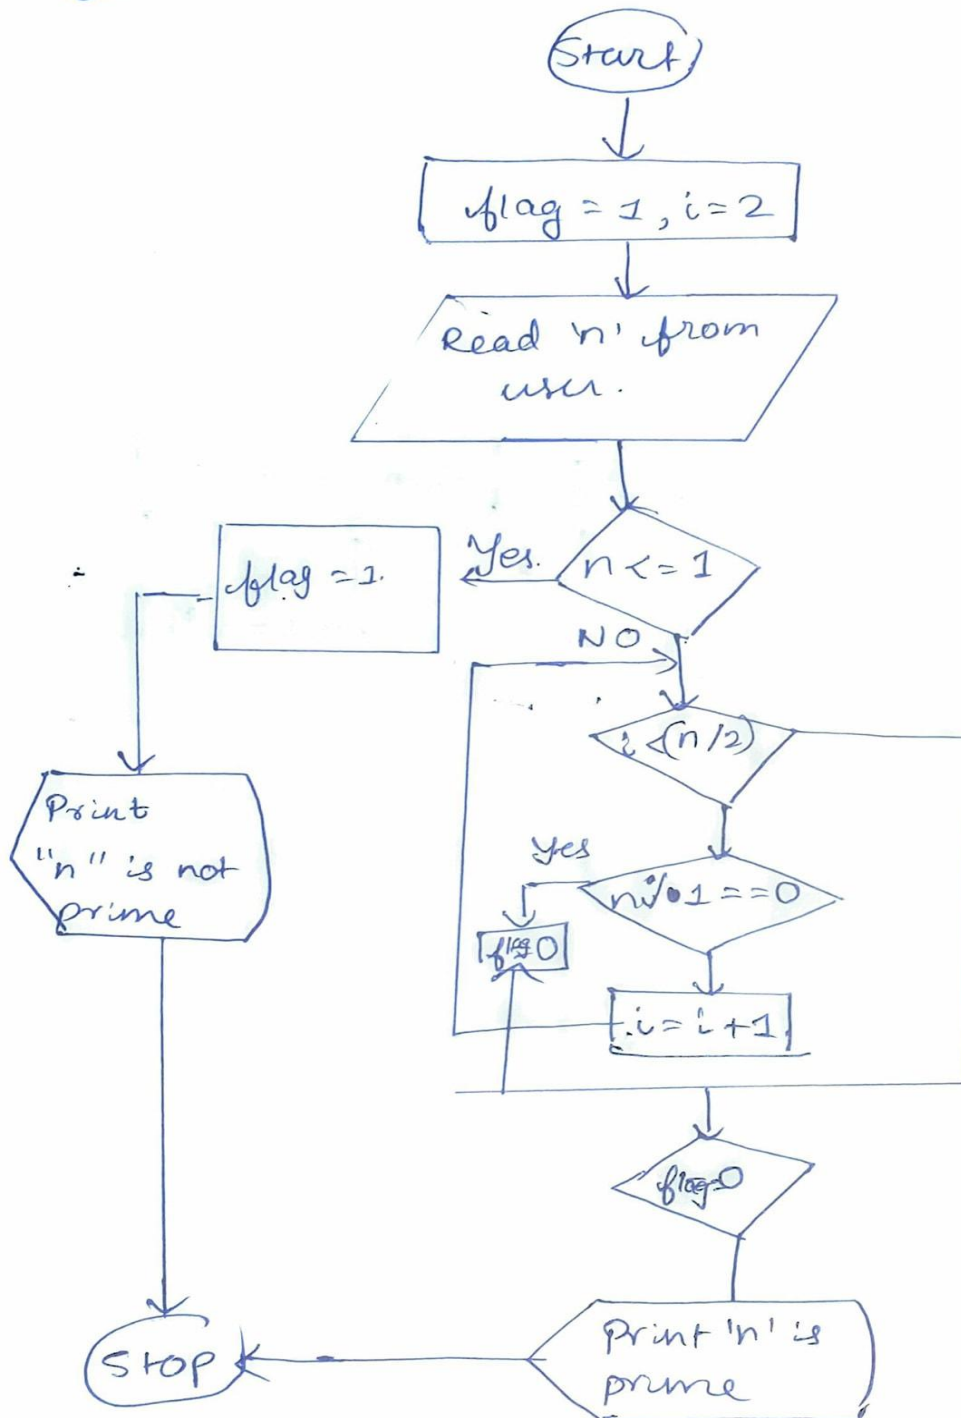 Start
flag = 1, i = 2
Read 'n' from
user.
n <= 1
Yes.
flag = 1.
NO
i <(n/2)
Print
"n" is not
prime
Yes
n%1 == 0
flag=0
i = i + 1
flag=0
Print 'n' is
prime
Stop